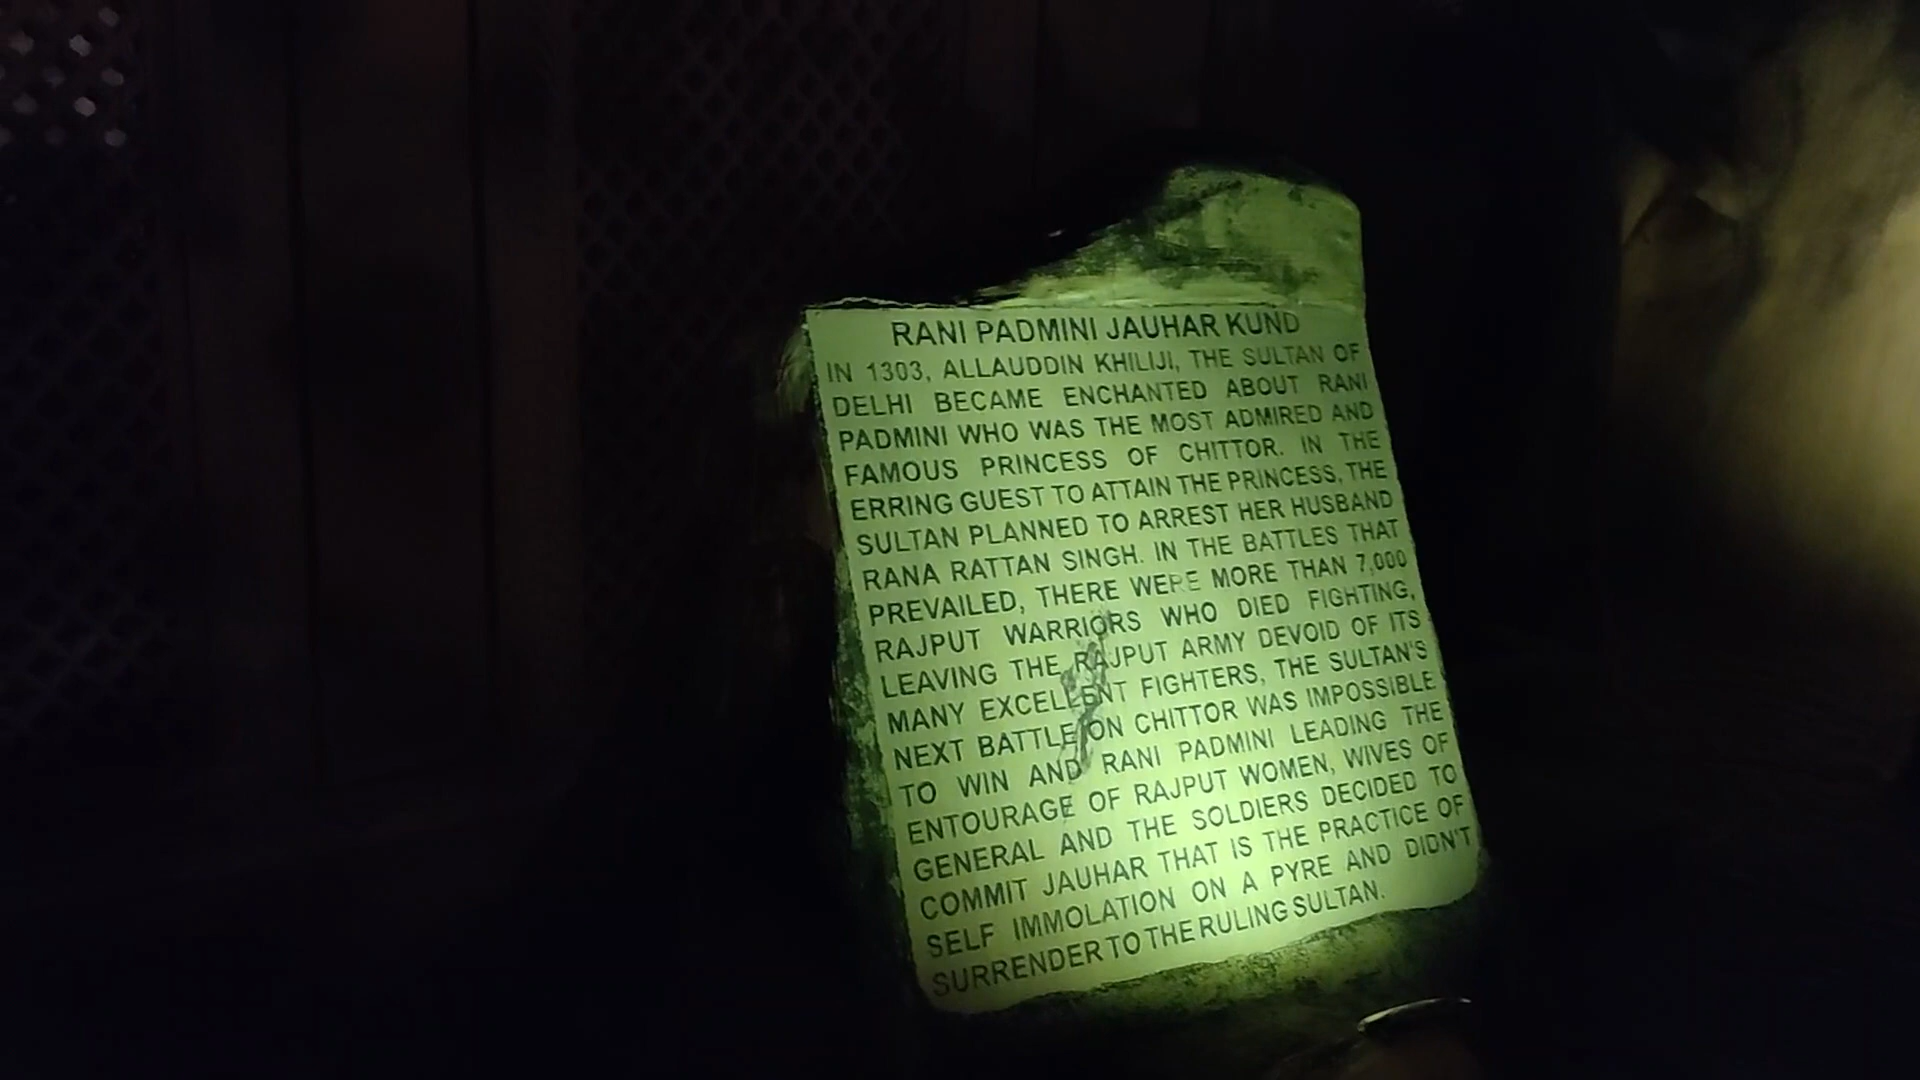 RANI PADMINI JAUHAR KUND
IN 1303, ALLAUDDIN KHILIJI, THE SULTAN OF
DELHI BECAME ENCHANTED ABOUT RANI
PADMINI WHO WAS THE MOST ADMIRED AND
FAMOUS PRINCESS OF CHITTOR. IN THE
ERRING GUEST TO ATTAIN THE PRINCESS, THE
SULTAN PLANNED TO ARREST HER HUSBAND
RANA RATTAN SINGH. IN THE BATTLES THAT
PREVAILED, THERE WERE MORE THAN 7,000
RAJPUT WARRIORS WHO DIED FIGHTING,
LEAVING THE RAJPUT ARMY DEVOID OF ITS
MANY EXCELLENT FIGHTERS, THE SULTAN'S
NEXT BATTLE ON CHITTOR WAS IMPOSSIBLE
TO WIN AND RANI PADMINI LEADING THE
ENTOURAGE OF RAJPUT WOMEN, WIVES OF
GENERAL AND THE SOLDIERS DECIDED TO
COMMIT JAUHAR THAT IS THE PRACTICE OF
SELF IMMOLATION ON A PYRE AND DIDN'T
SURRENDER TO THE RULING SULTAN.